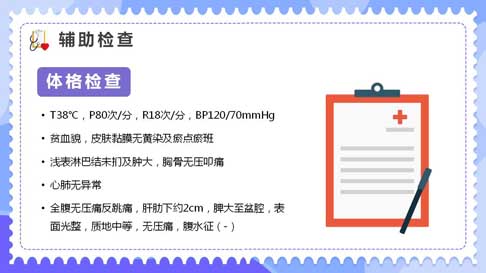 辅助检查
体格检查
• T38℃，P80次/分，R18次/分，BP120/70mmHg
• 贫血貌，皮肤黏膜无黄染及瘀点瘀斑
• 浅表淋巴结未扪及肿大，胸骨无压叩痛
• 心肺无异常
• 全腹无压痛反跳痛，肝肋下约2cm，脾大至盆腔，表
面光整，质地中等，无压痛，腹水征（-）